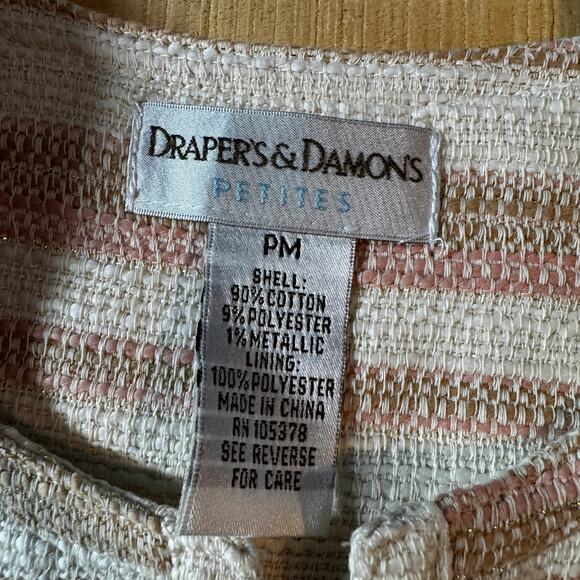 DRAPER'S & DAMON'S
PETITES
PM
SHELL:
90% COTTON
9% POLYESTER
1% METALLIC
LINING:
100% POLYESTER
MADE IN CHINA
RN 105378
SEE REVERSE
FOR CARE